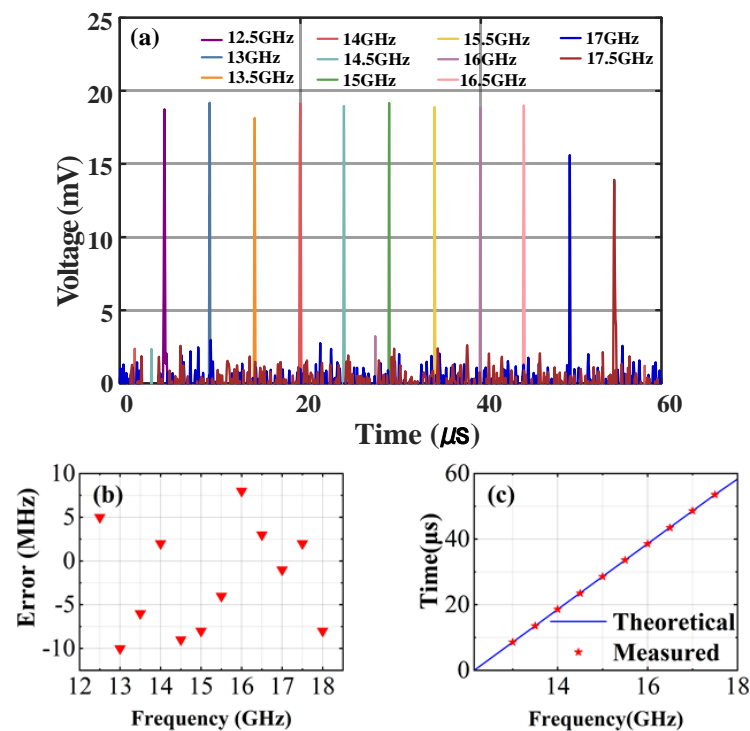 (a)
12.5GHz 14GHz 15.5GHz 17GHz
13GHz 14.5GHz 16GHz 17.5GHz
13.5GHz 15GHz 16.5GHz
25
20
15
10
5
0
Voltage (mV)
0 20 40 60
Time (μs)
(b)
10
5
0
-5
-10
Error (MHz)
12 13 14 15 16 17 18
Frequency (GHz)
(c)
60
40
20
0
Time(μs)
Theoretical
Measured
14 16 18
Frequency(GHz)